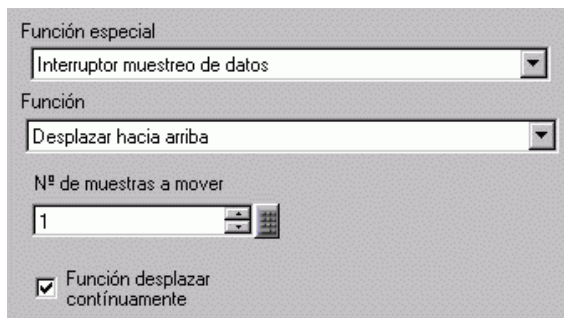 Función especial
Interruptor muestreo de datos
Función
Desplazar hacia arriba
Nº de muestras a mover
1
Función desplazar
contínuamente